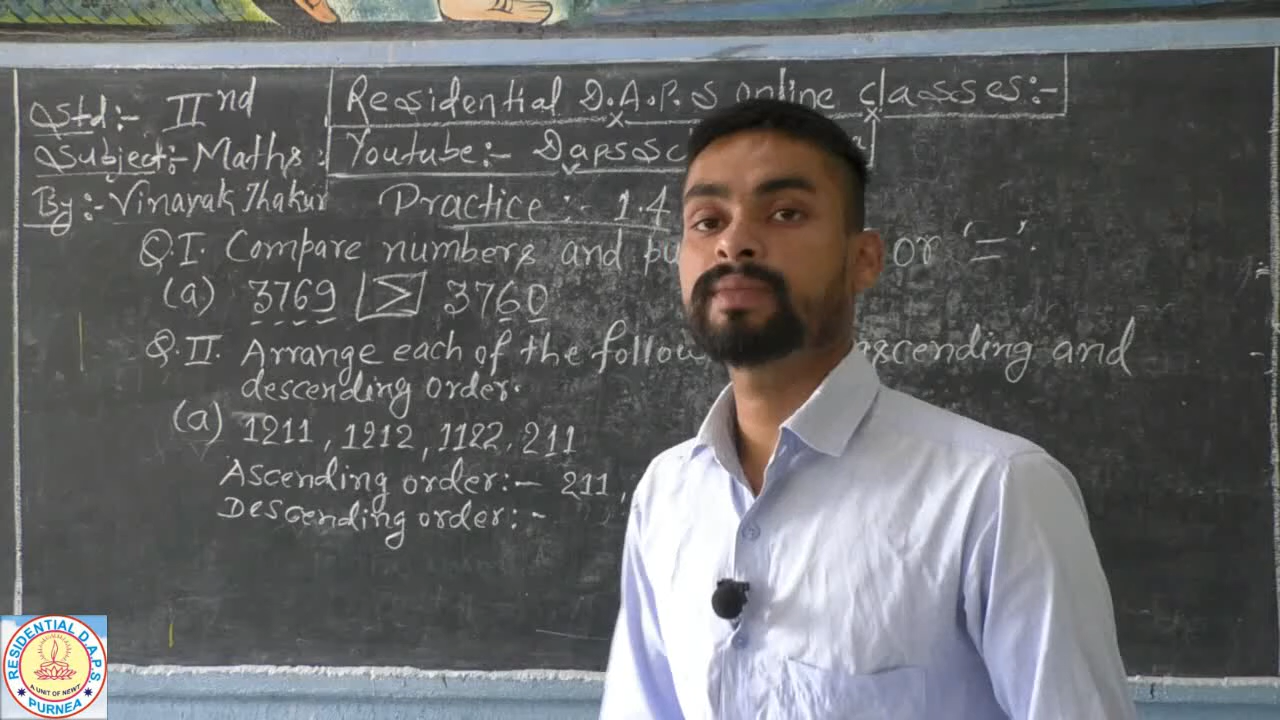 Std:- IInd
Residential D.A.P.S online classes:-
Subject:- Maths:
Youtube:-
By:- Vinayak Thakur
Practice:- 1.4
Q.I. Compare numbers and or '='.
(a) 3769 > 3760
Q.II. Arrange each of the and
descending order.
(a) 1211, 1212, 1122, 211
Ascending order:- 211,
Descending order:-
RESIDENTIAL D.A.P.S
A UNIT OF NEWT
PURNEA